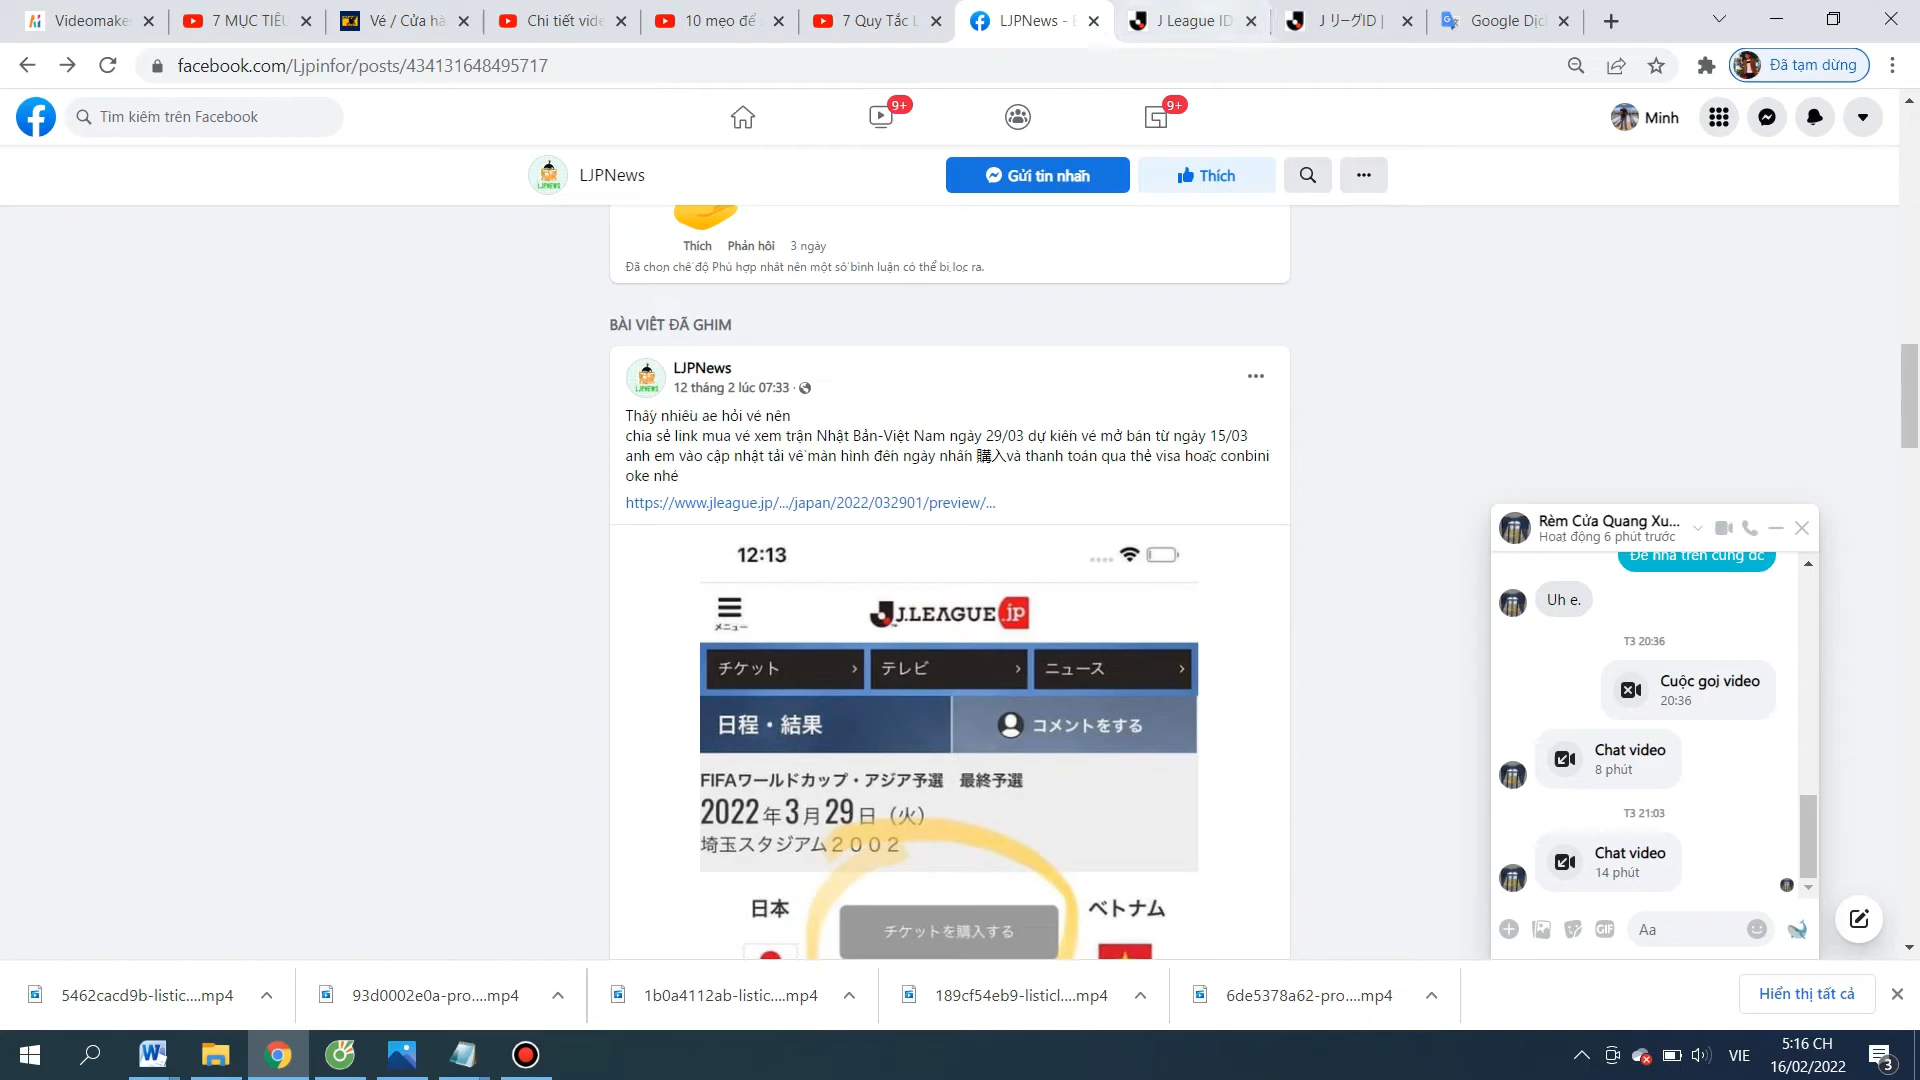 Videomake
7 MỤC TIÊU
Vé / Cửa hà
Chi tiết vide
10 mẹo để
7 Quy Tắc L
LJPNews - B
J League ID
J リーグID |
Google Dịc
facebook.com/Ljpinfor/posts/434131648495717
Đã tạm dừng
Tìm kiếm trên Facebook
9+
9+
Minh
LJPNews
Gửi tin nhắn
Thích
Thích Phản hồi 3 ngày
Đã chọn chế độ Phù hợp nhất nên một số bình luận có thể bị lọc ra.
BÀI VIẾT ĐÃ GHIM
LJPNews
12 tháng 2 lúc 07:33
Thấy nhiều ae hỏi vé nên
chia sẻ link mua vé xem trận Nhật Bản-Việt Nam ngày 29/03 dự kiến vé mở bán từ ngày 15/03
anh em vào cập nhật tải về màn hình đến ngày nhấn 購入và thanh toán qua thẻ visa hoặc conbini
oke nhé
https://www.jleague.jp/.../japan/2022/032901/preview/...
12:13
メニュー
J.LEAGUE.jp
チケット
テレビ
ニュース
日程・結果
コメントをする
FIFAワールドカップ・アジア予選 最終予選
2022年3月29日（火）
埼玉スタジアム２００２
日本
チケットを購入する
ベトナム
Rèm Cửa Quang Xu...
Hoạt động 6 phút trước
Để nhà trên cũng đc
Uh e.
T3 20:36
Cuộc gọi video
20:36
Chat video
8 phút
T3 21:03
Chat video
14 phút
GIF
Aa
5462cacd9b-listic....mp4
93d0002e0a-pro....mp4
1b0a4112ab-listic....mp4
189cf54eb9-listicl....mp4
6de5378a62-pro....mp4
Hiển thị tất cả
VIE
5:16 CH
16/02/2022
3